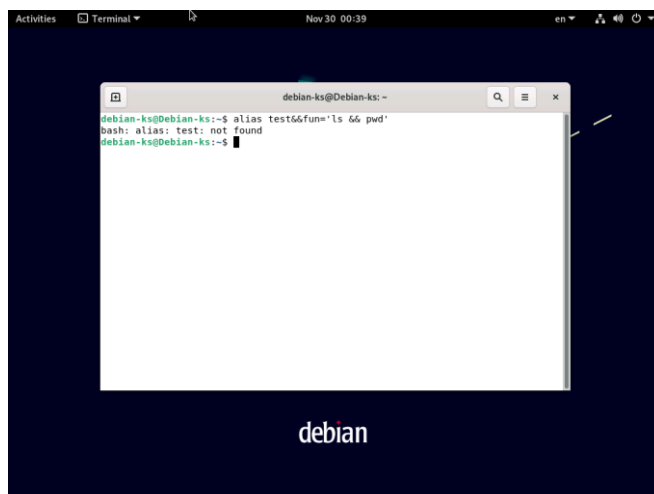 Activities Terminal Nov 30 00:39 en
debian-ks@Debian-ks: ~
debian-ks@Debian-ks:~$ alias test&&fun='ls && pwd'
bash: alias: test: not found
debian-ks@Debian-ks:~$
debian